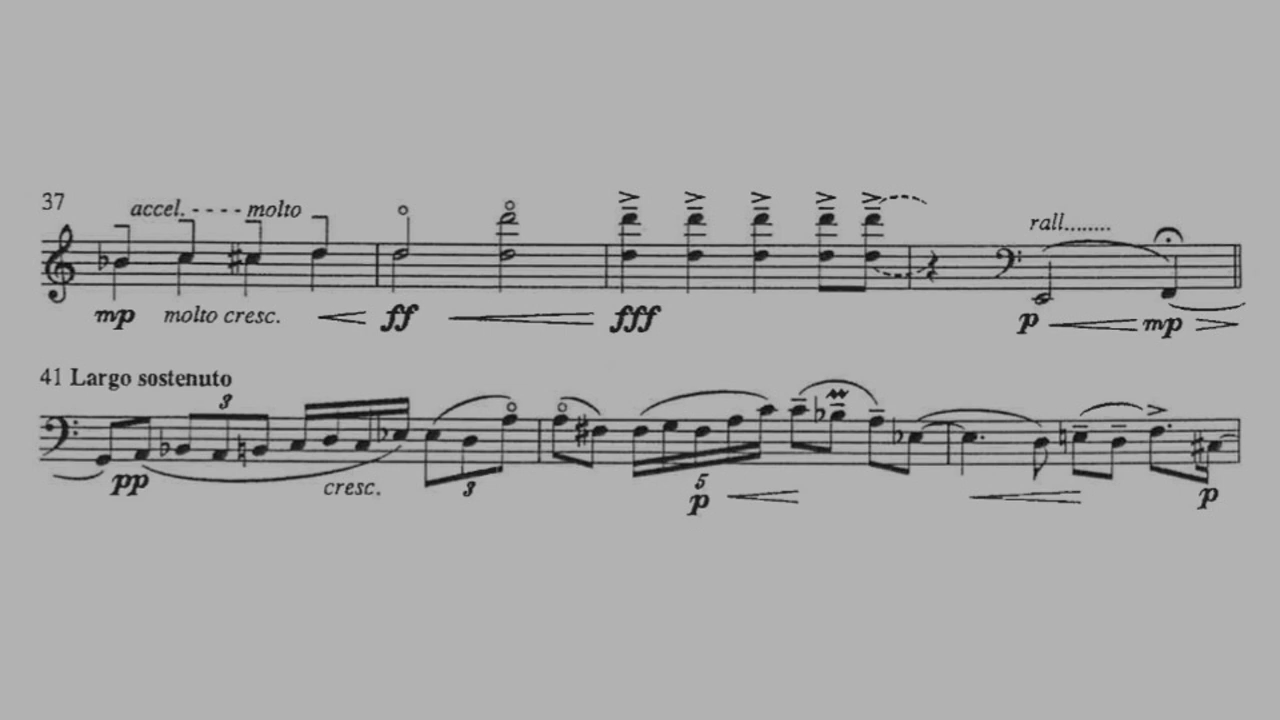 37
accel. - - - - molto
rall........
mp molto cresc. ff fff p mp
41 Largo sostenuto
3
pp cresc. 3 5 p p